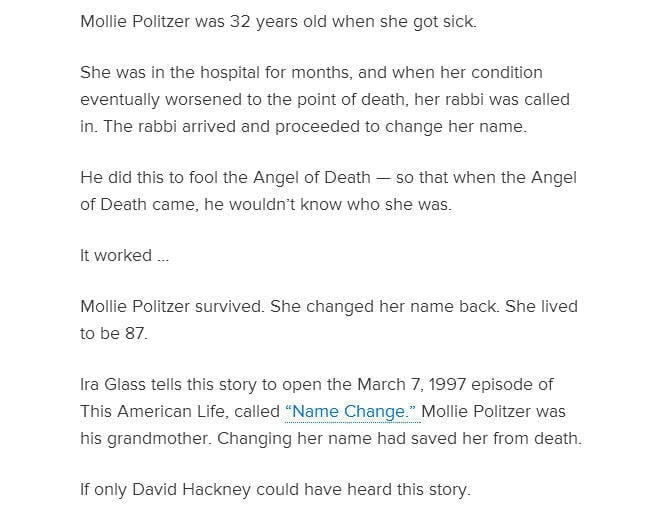 Mollie Politzer was 32 years old when she got sick.
She was in the hospital for months, and when her condition
eventually worsened to the point of death, her rabbi was called
in. The rabbi arrived and proceeded to change her name.
He did this to fool the Angel of Death — so that when the Angel
of Death came, he wouldn’t know who she was.
It worked ...
Mollie Politzer survived. She changed her name back. She lived
to be 87.
Ira Glass tells this story to open the March 7, 1997 episode of
This American Life, called “Name Change.” Mollie Politzer was
his grandmother. Changing her name had saved her from death.
If only David Hackney could have heard this story.